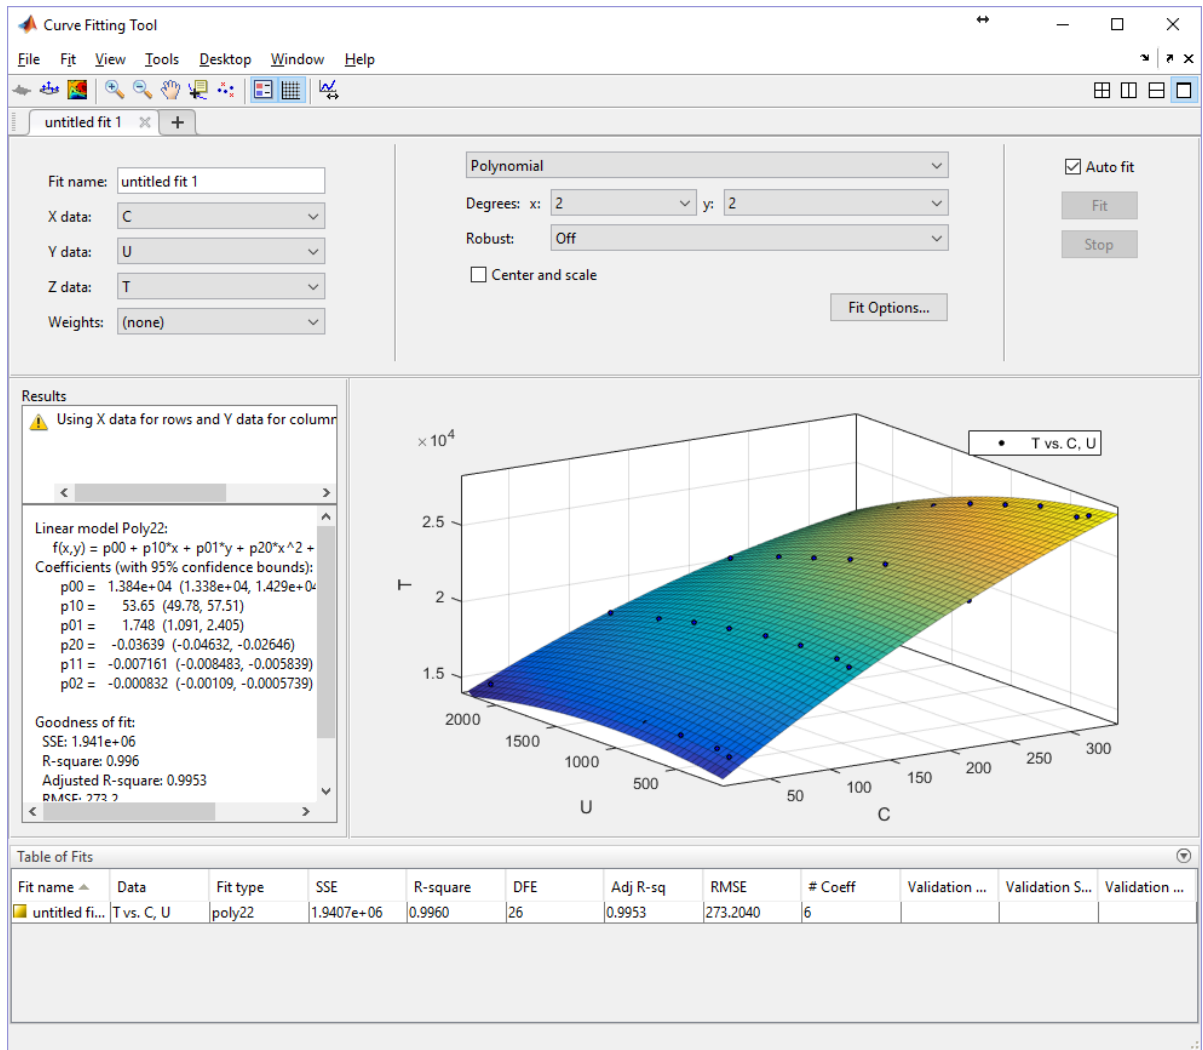 Curve Fitting Tool
File Fit View Tools Desktop Window Help
untitled fit 1
Fit name: untitled fit 1
X data: C
Y data: U
Z data: T
Weights: (none)
Polynomial
Degrees: x: 2 y: 2
Robust: Off
Center and scale
Fit Options...
Auto fit
Fit
Stop
Results
Using X data for rows and Y data for column
Linear model Poly22:
f(x,y) = p00 + p10*x + p01*y + p20*x^2 +
Coefficients (with 95% confidence bounds):
p00 = 1.384e+04 (1.338e+04, 1.429e+04
p10 = 53.65 (49.78, 57.51)
p01 = 1.748 (1.091, 2.405)
p20 = -0.03639 (-0.04632, -0.02646)
p11 = -0.007161 (-0.008483, -0.005839)
p02 = -0.000832 (-0.00109, -0.0005739)
Goodness of fit:
SSE: 1.941e+06
R-square: 0.996
Adjusted R-square: 0.9953
RMSE: 273.2
×10^4
T vs. C, U
2.5
2
1.5
T
2000
1500
1000
500
U
50
100
150
200
250
300
C
Table of Fits
Fit name Data Fit type SSE R-square DFE Adj R-sq RMSE # Coeff Validation ... Validation S... Validation ...
untitled fi... T vs. C, U poly22 1.9407e+06 0.9960 26 0.9953 273.2040 6